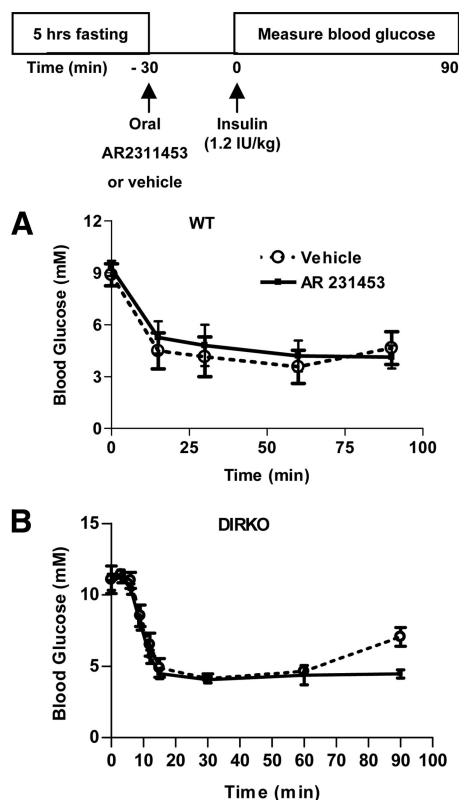 5 hrs fasting
Measure blood glucose
Time (min)
- 30
0
90
Oral
AR2311453
or vehicle
Insulin
(1.2 IU/kg)
A
WT
Vehicle
AR 231453
Blood Glucose (mM)
12
9
6
3
0
0 25 50 75 100
Time (min)
B
DIRKO
Blood Glucose (mM)
15
10
5
0
0 10 20 30 40 50 60 70 80 90 100
Time (min)